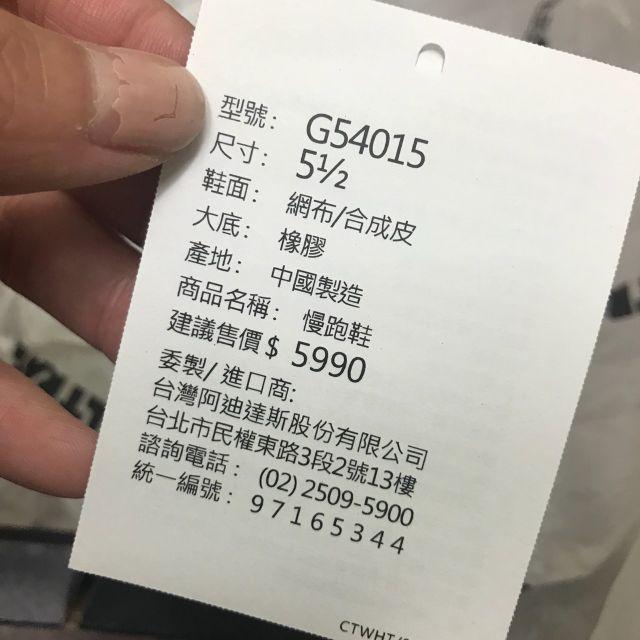 型號： G54015
尺寸： 5½
鞋面： 網布/合成皮
大底： 橡膠
產地： 中國製造
商品名稱： 慢跑鞋
建議售價$ 5990
委製/進口商:
台灣阿迪達斯股份有限公司
台北市民權東路3段2號13樓
諮詢電話： (02) 2509-5900
統一編號： 97165344